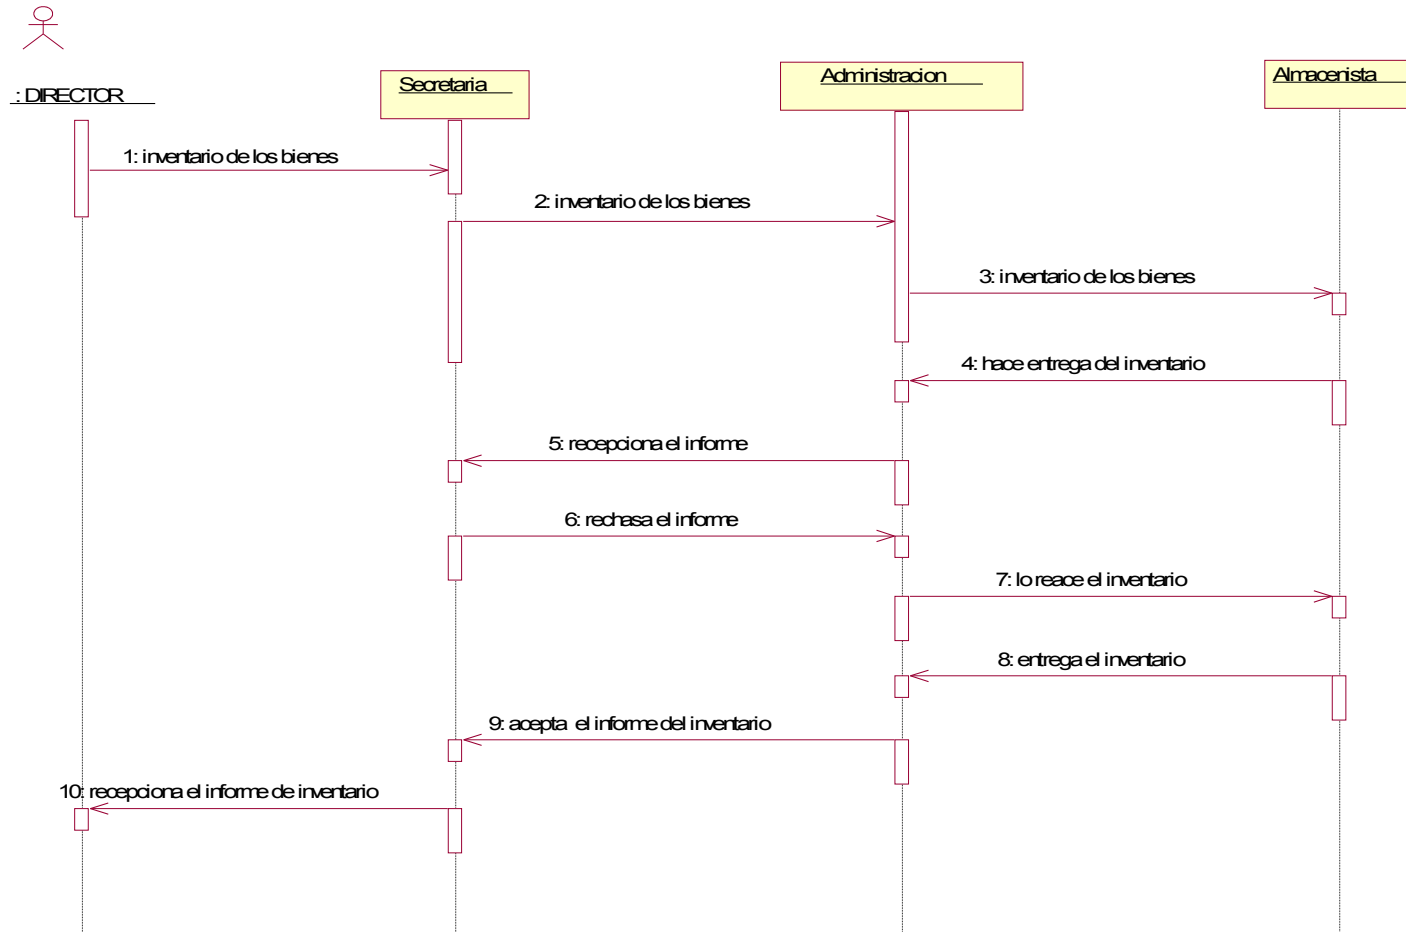 : DIRECTOR
Secretaria
Administracion
Almacenista
1: inventario de los bienes
2: inventario de los bienes
3: inventario de los bienes
4: hace entrega del inventario
5: recepciona el informe
6: rechasa el informe
7: lo reace el inventario
8: entrega el inventario
9: acepta el informe del inventario
10: recepciona el informe de inventario